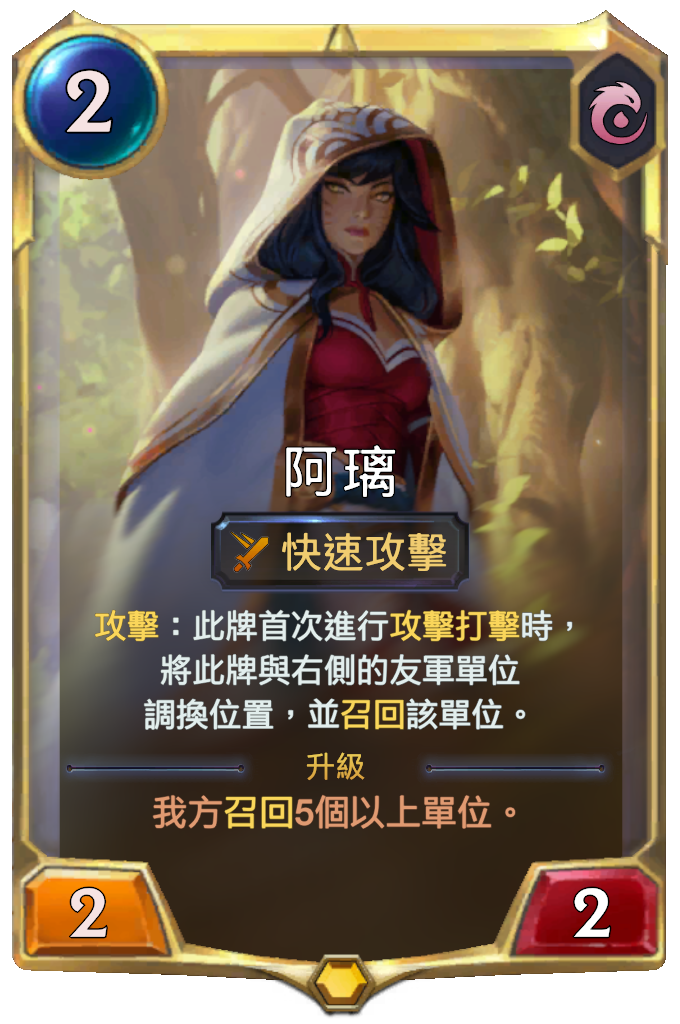 2
阿璃
快速攻擊
攻擊：此牌首次進行攻擊打擊時，
將此牌與右側的友軍單位
調換位置，並召回該單位。
升級
我方召回5個以上單位。
2
2